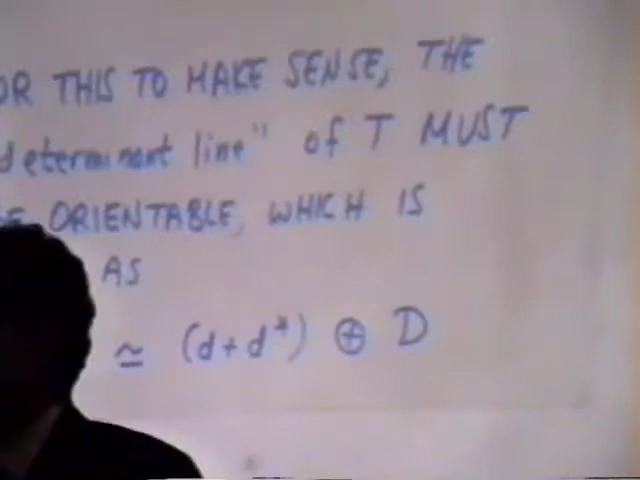 OR THIS TO MAKE SENSE, THE
determinant line" of T MUST
E ORIENTABLE, WHICH IS
AS
≃ (d+d*) ⊕ D